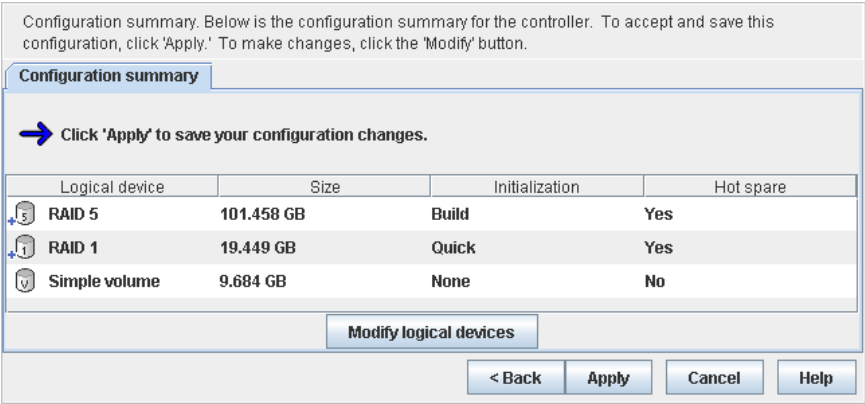 Configuration summary. Below is the configuration summary for the controller. To accept and save this
configuration, click 'Apply.' To make changes, click the 'Modify' button.
Configuration summary
Click 'Apply' to save your configuration changes.
Logical device Size Initialization Hot spare
5 RAID 5 101.458 GB Build Yes
1 RAID 1 19.449 GB Quick Yes
V Simple volume 9.684 GB None No
Modify logical devices
< Back Apply Cancel Help